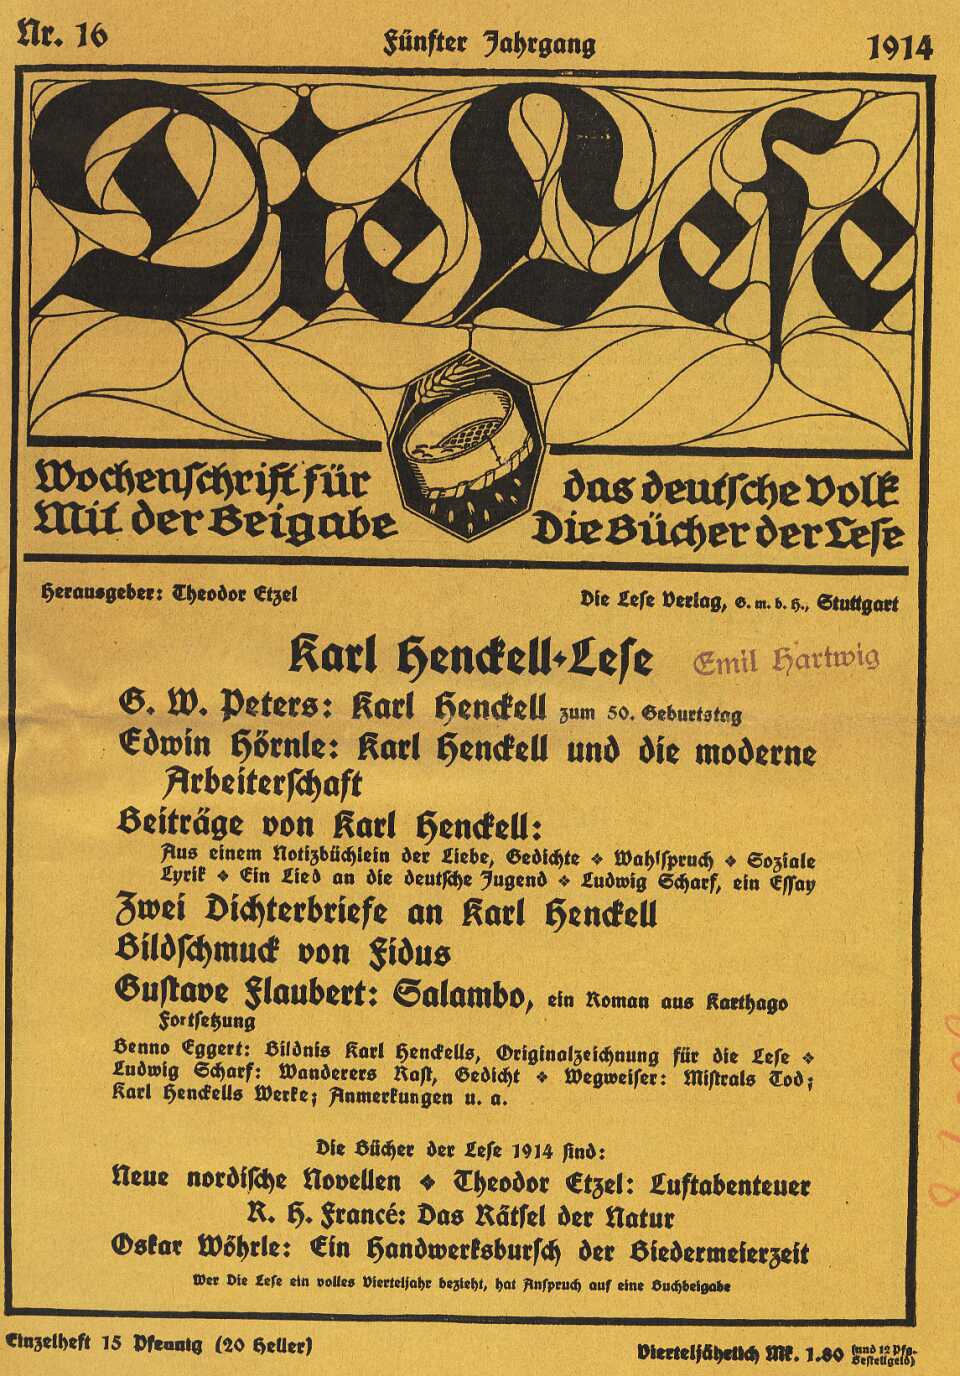 Nr. 16
Fünfter Jahrgang
1914
Die Lese
Wochenschrift für das deutsche Volk
Mit der Beigabe Die Bücher der Lese
Herausgeber: Theodor Etzel
Die Lese Verlag, G. m. b. H., Stuttgart
Karl Henckell-Lese
Emil Hartwig
G. W. Peters: Karl Henckell zum 50. Geburtstag
Edwin Hörnle: Karl Henckell und die moderne
Arbeiterschaft
Beiträge von Karl Henckell:
Aus einem Notizbüchlein der Liebe, Gedichte ❖ Wahlspruch ❖ Soziale
Lyrik ❖ Ein Lied an die deutsche Jugend ❖ Ludwig Scharf, ein Essay
Zwei Dichterbriefe an Karl Henckell
Bildschmuck von Fidus
Gustave Flaubert: Salambo, ein Roman aus Karthago
Fortsetzung
Benno Eggert: Bildnis Karl Henckells, Originalzeichnung für die Lese ❖
Ludwig Scharf: Wanderers Rast, Gedicht ❖ Wegweiser: Mistrals Tod;
Karl Henckells Werke; Anmerkungen u. a.
Die Bücher der Lese 1914 sind:
Neue nordische Novellen ❖ Theodor Etzel: Luftabenteuer
R. H. Francé: Das Rätsel der Natur
Oskar Wöhrle: Ein Handwerksbursch der Biedermeierzeit
Wer Die Lese ein volles Vierteljahr bezieht, hat Anspruch auf eine Buchbeigabe
Einzelheft 15 Pfennig (20 Heller)
Vierteljährlich Mk. 1.80 (und 12 Pfg. Bestellgeld)